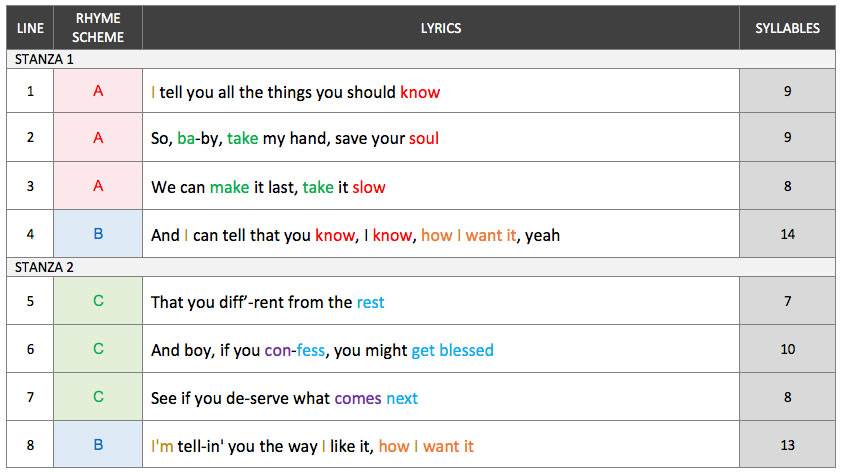 LINE RHYME SCHEME LYRICS SYLLABLES
STANZA 1
1 A I tell you all the things you should know 9
2 A So, ba-by, take my hand, save your soul 9
3 A We can make it last, take it slow 8
4 B And I can tell that you know, I know, how I want it, yeah 14
STANZA 2
5 C That you diff’-rent from the rest 7
6 C And boy, if you con-fess, you might get blessed 10
7 C See if you de-serve what comes next 8
8 B I'm tell-in' you the way I like it, how I want it 13